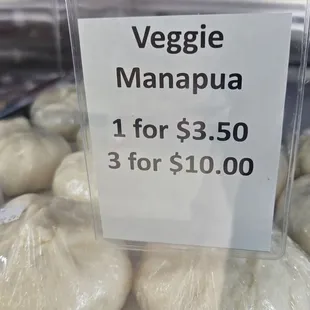 Veggie
Manapua
1 for $3.50
3 for $10.00